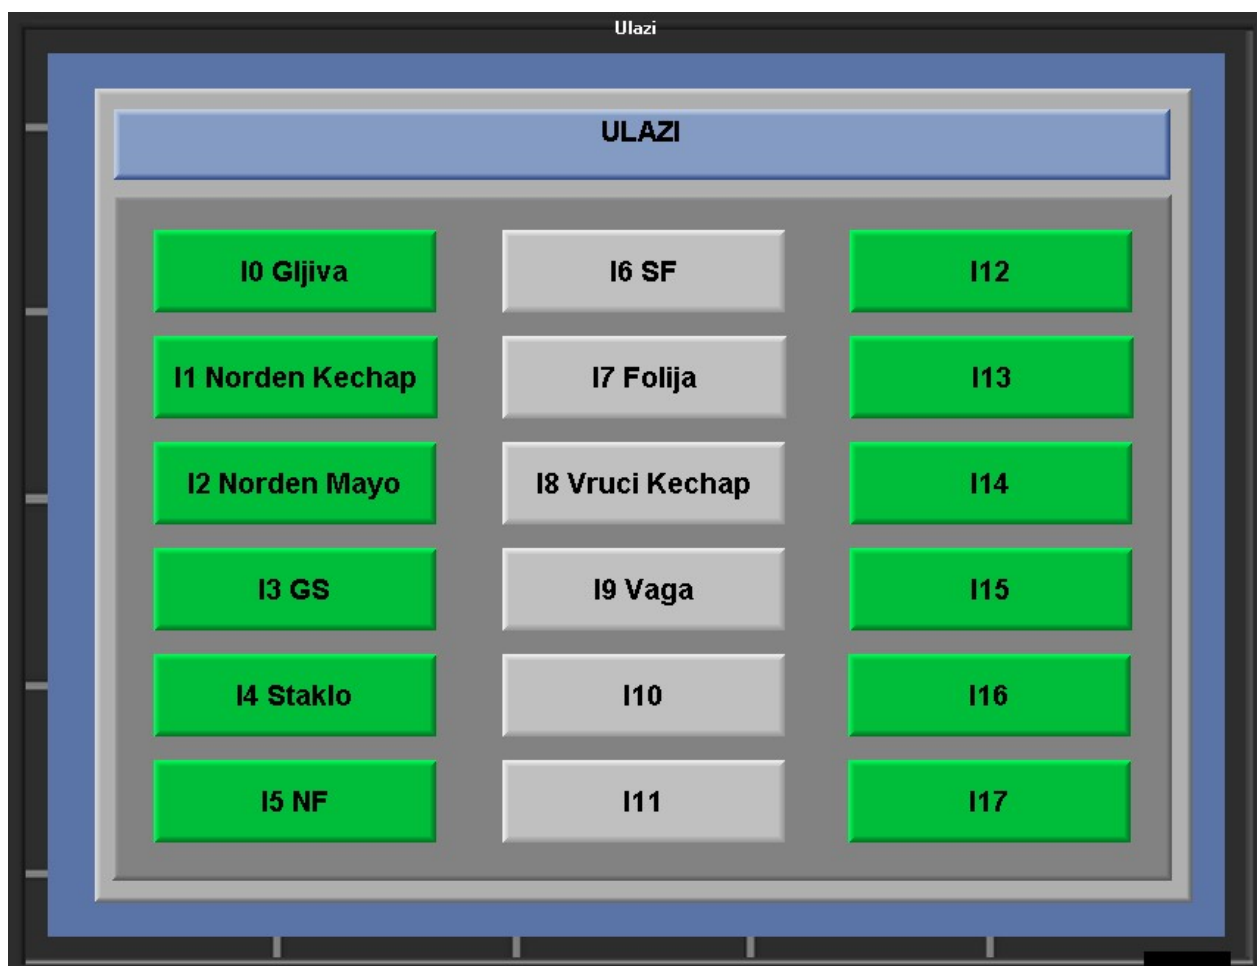 Ulazi
ULAZI
I0 Gljiva
I6 SF
I12
I1 Norden Kechap
I7 Folija
I13
I2 Norden Mayo
I8 Vruci Kechap
I14
I3 GS
I9 Vaga
I15
I4 Staklo
I10
I16
I5 NF
I11
I17